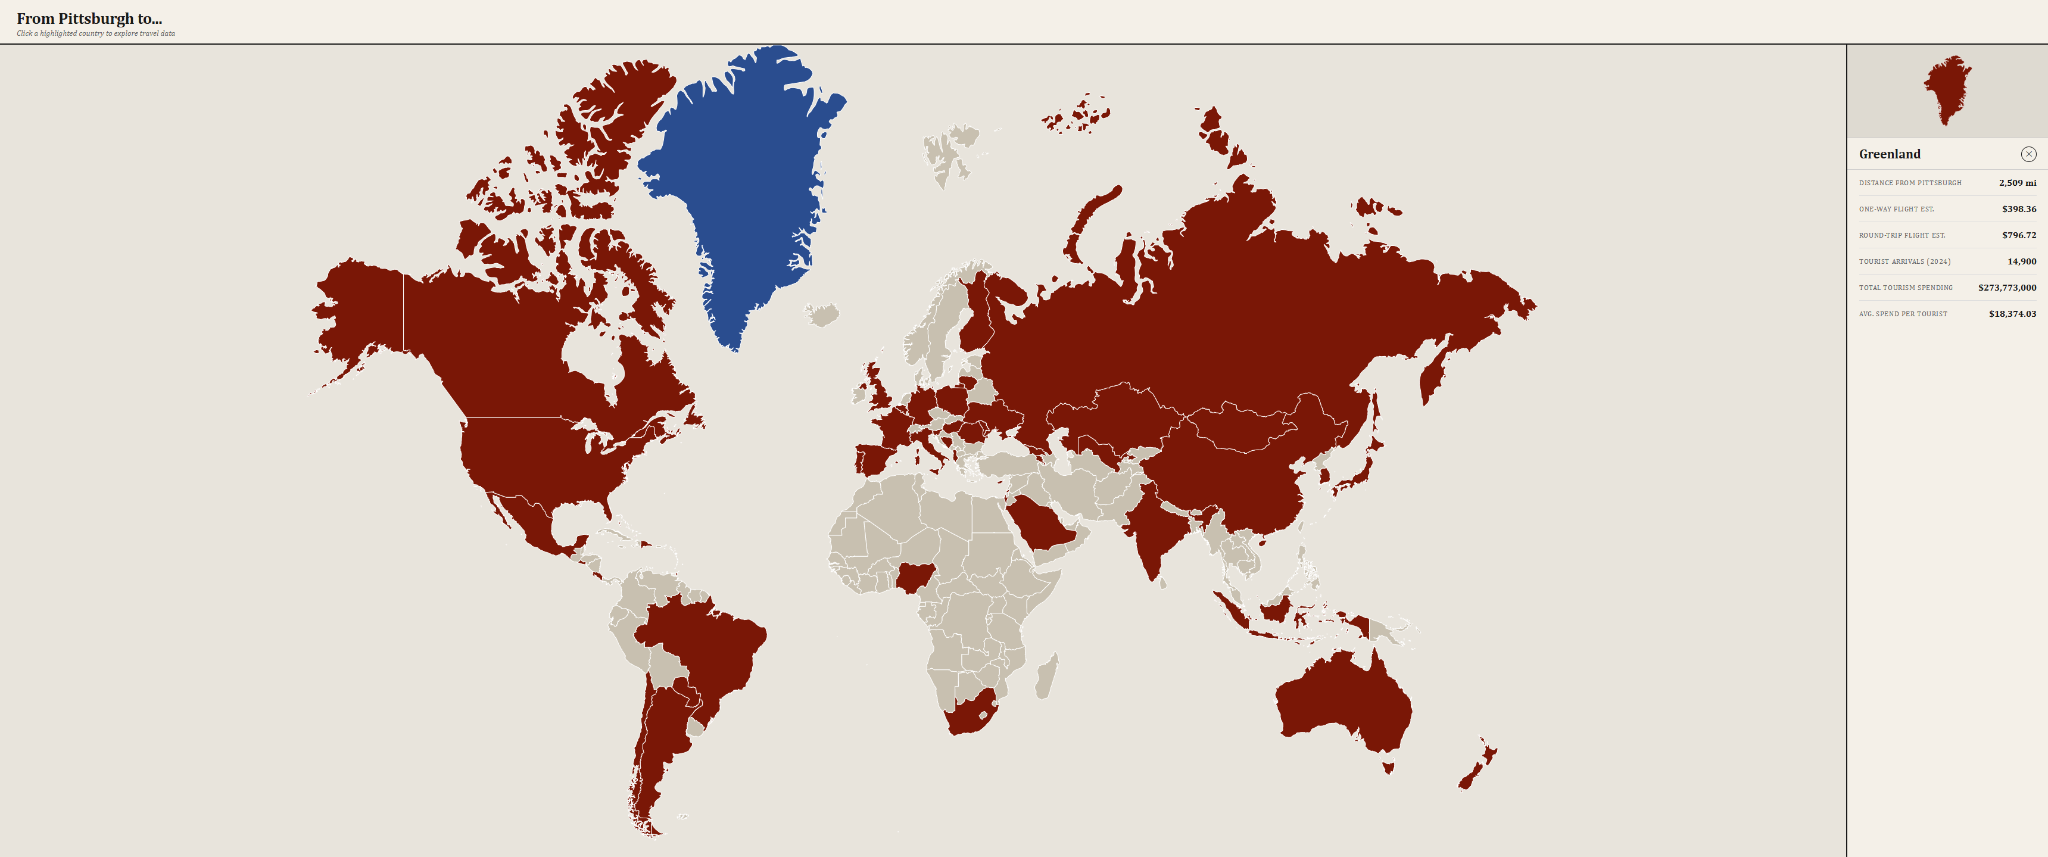 From Pittsburgh to...
Click a highlighted country to explore travel data
Greenland
DISTANCE FROM PITTSBURGH 2,509 mi
ONE-WAY FLIGHT EST. $398.36
ROUND-TRIP FLIGHT EST. $796.72
TOURIST ARRIVALS (2024) 14,900
TOTAL TOURISM SPENDING $273,773,000
AVG. SPEND PER TOURIST $18,374.03